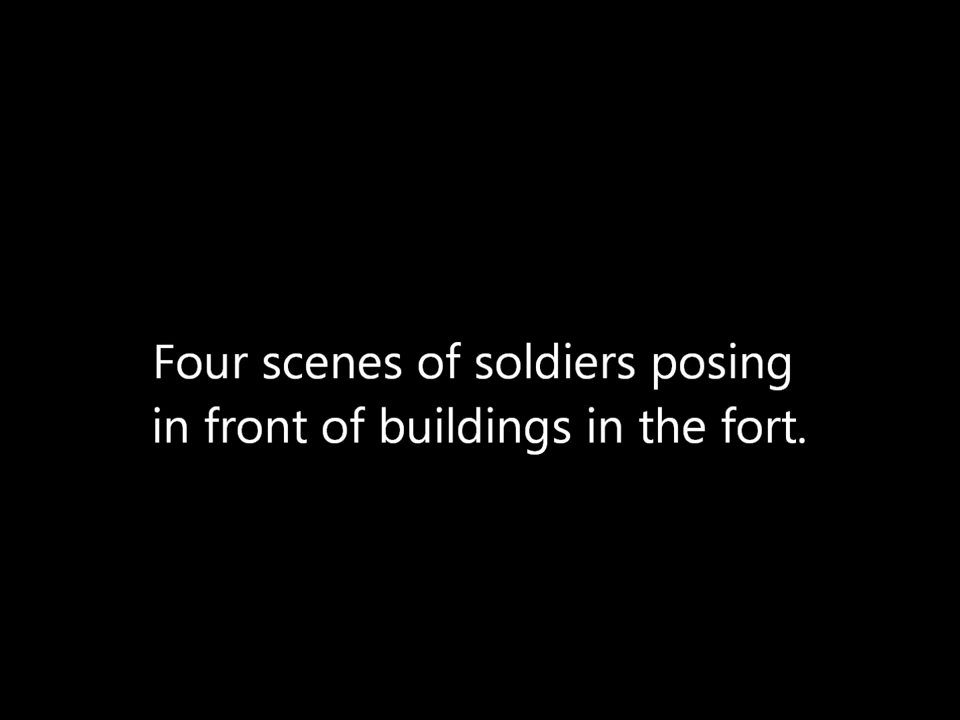 Four scenes of soldiers posing
in front of buildings in the fort.